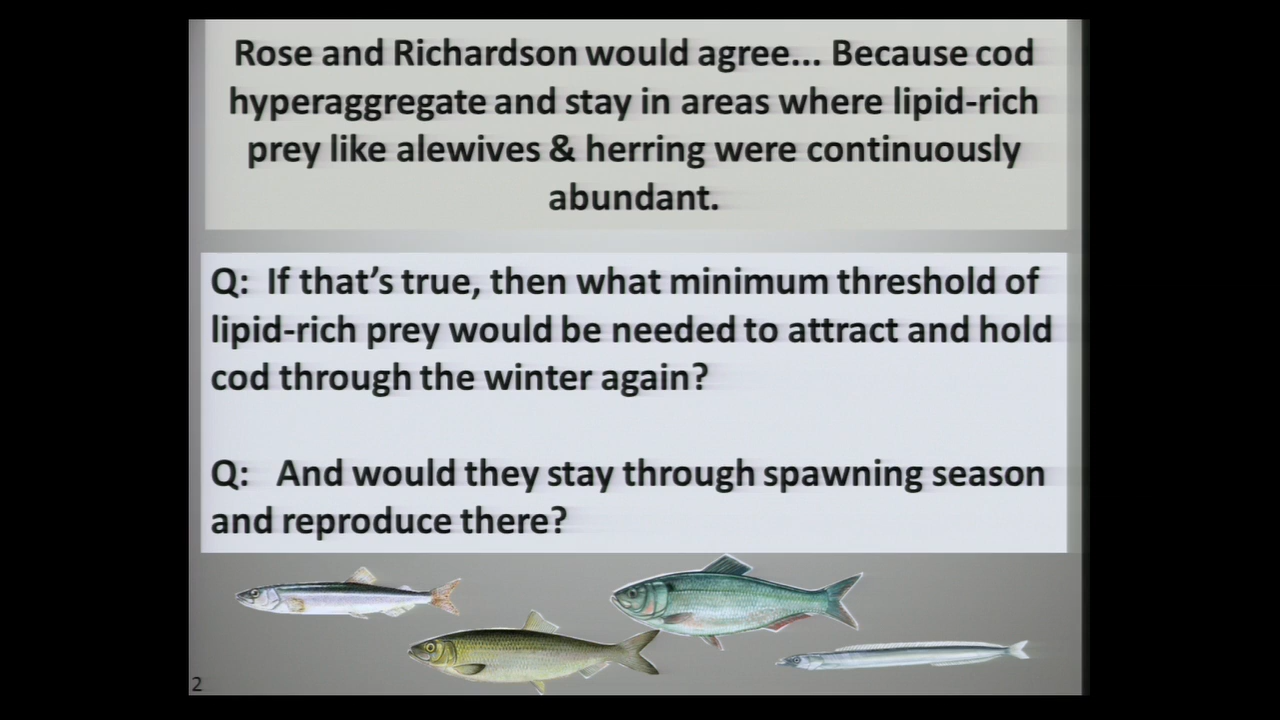 Rose and Richardson would agree... Because cod
hyperaggregate and stay in areas where lipid-rich
prey like alewives & herring were continuously
abundant.
Q: If that's true, then what minimum threshold of
lipid-rich prey would be needed to attract and hold
cod through the winter again?
Q: And would they stay through spawning season
and reproduce there?
2